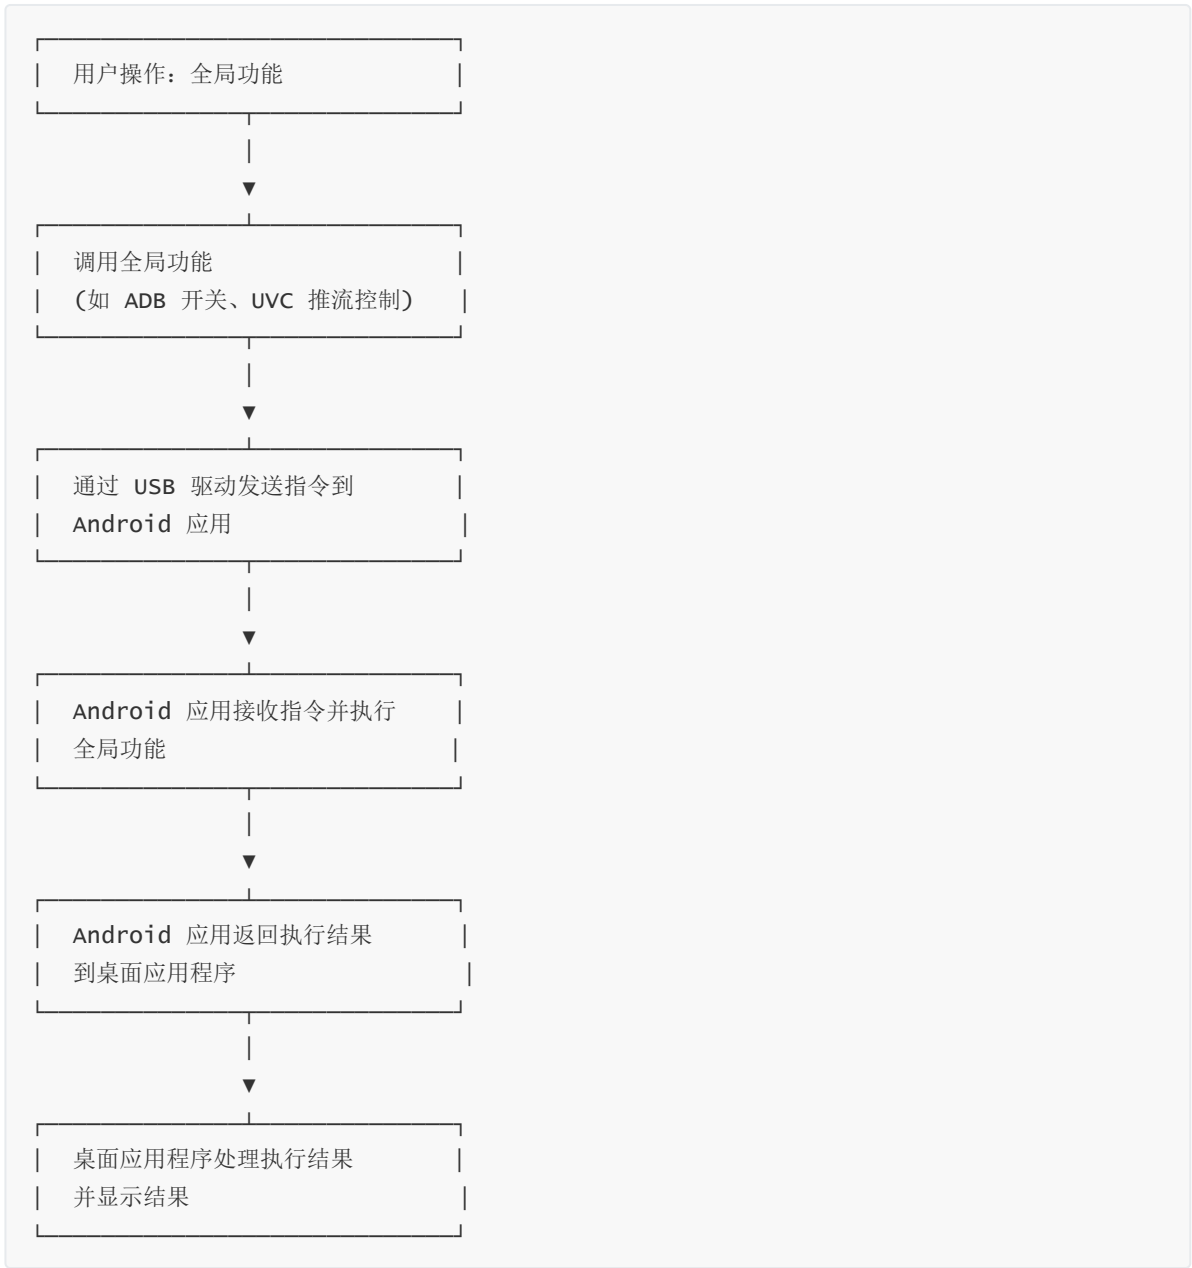 用户操作：全局功能
调用全局功能
(如 ADB 开关、UVC 推流控制)
通过 USB 驱动发送指令到
Android 应用
Android 应用接收指令并执行
全局功能
Android 应用返回执行结果
到桌面应用程序
桌面应用程序处理执行结果
并显示结果